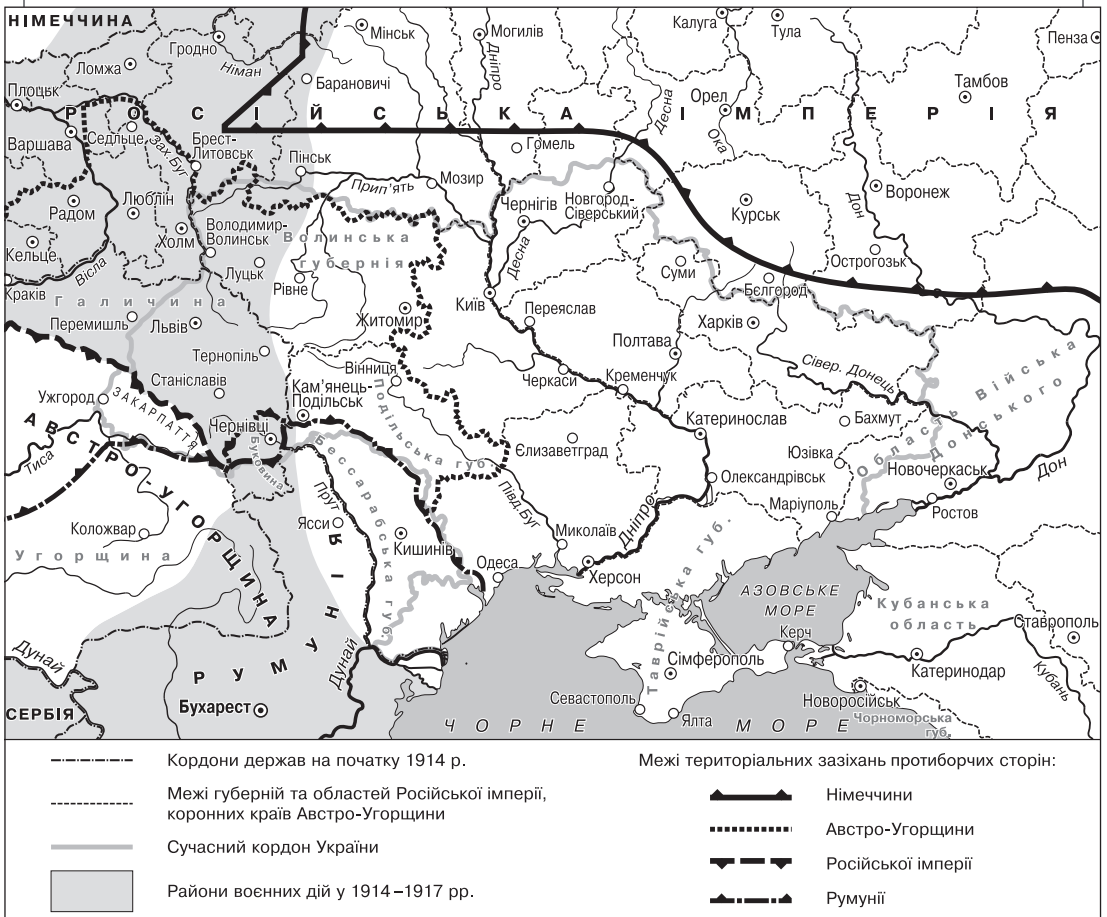 НІМЕЧЧИНА
Гродно
Мінськ
Могилів
Калуга
Тула
Пенза
Ломжа
Німан
Дніпро
Барановичі
Десна
Орел
Тамбов
Плоцьк
РОСІЙСЬКА ІМПЕРІЯ
Ока
Варшава
Седльце
Зах. Буг
Брест-
Литовськ
Гомель
Пінськ
Прип’ять
Мозир
Дон
Воронеж
Радом
Люблін
Чернігів
Новгород-
Сіверський
Курськ
Холм
Володимир-
Волинськ
Волинська
губернія
Десна
Острогозьк
Кельце
Вісла
Луцьк
Рівне
Суми
Бєлгород
Краків
Галичина
Київ
Переяслав
Перемишль
Львів
Житомир
Харків
Полтава
Тернопіль
Вінниця
Черкаси
Кременчук
Сівер. Донець
Станіславів
Кам’янець-
Подільськ
Подільська губ.
Ужгород
ЗАКАРПАТТЯ
Чернівці
Буковина
Катеринослав
Бахмут
Область Війська
Донського
АВСТРО-УГОРЩИНА
Тиса
Бессарабська губ.
Єлизаветград
Юзівка
Новочеркаськ
Дон
Олександрівськ
Півд. Буг
Прут
Маріуполь
Ростов
Коложвар
Ясси
Миколаїв
Дніпро
Угорщина
Кишинів
Одеса
Херсон
Таврійська губ.
АЗОВСЬКЕ
МОРЕ
Кубанська
область
Ставрополь
РУМУНІЯ
Керч
Дунай
Дунай
Сімферополь
Катеринодар
Кубань
Бухарест
Севастополь
Новоросійськ
СЕРБІЯ
Ялта
ЧОРНЕ МОРЕ
Чорноморська
губ.
Кордони держав на початку 1914 р.
Межі губерній та областей Російської імперії,
коронних країв Австро-Угорщини
Сучасний кордон України
Райони воєнних дій у 1914–1917 рр.
Межі територіальних зазіхань протиборчих сторін:
Німеччини
Австро-Угорщини
Російської імперії
Румунії